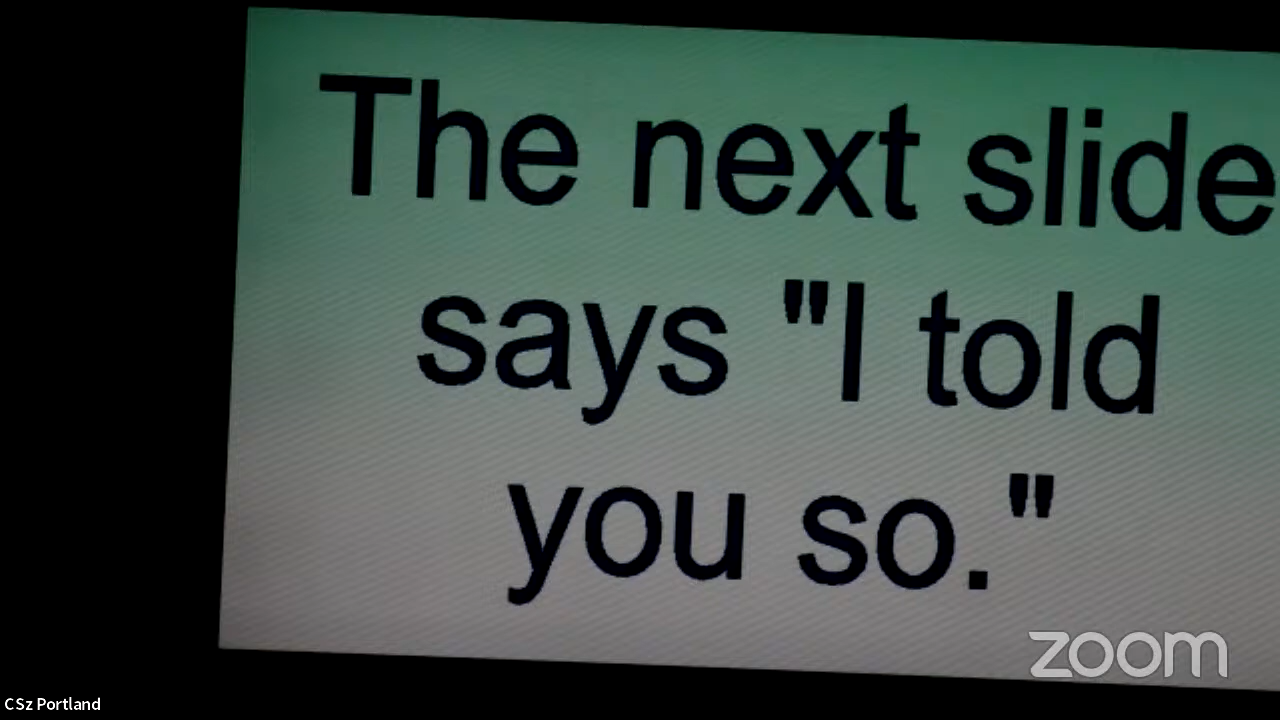 The next slide
says "I told
you so."
zoom
CSz Portland